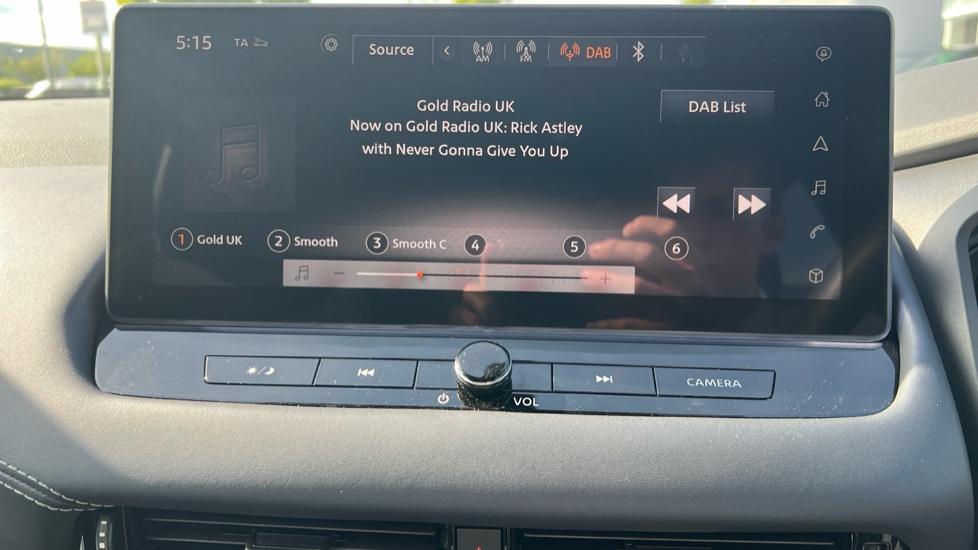 5:15 TA Source AM FM DAB
Gold Radio UK
DAB List
Now on Gold Radio UK: Rick Astley
with Never Gonna Give You Up
1 Gold UK 2 Smooth 3 Smooth C 4 5 6
CAMERA
VOL